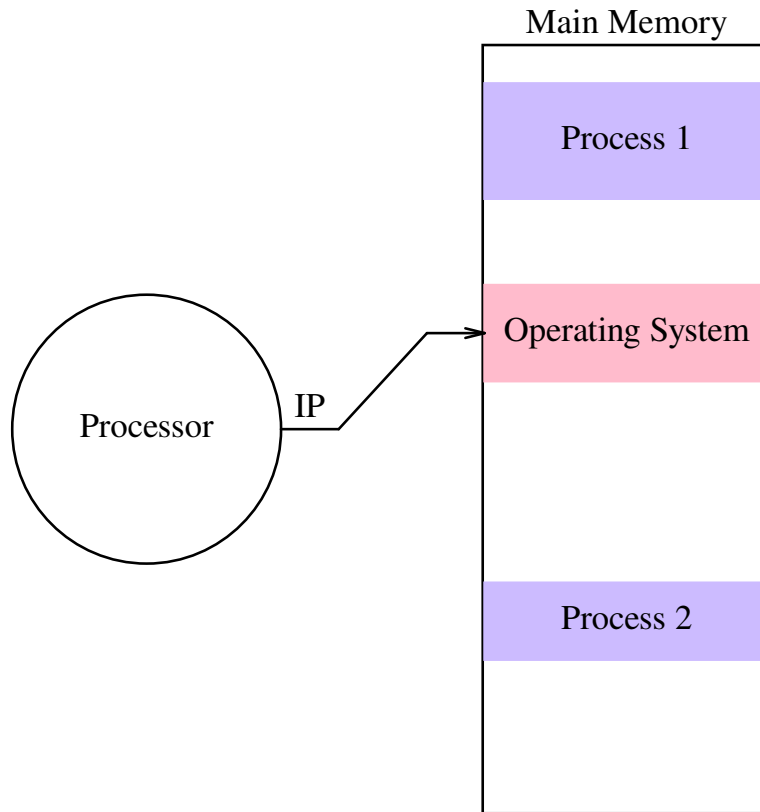 Main Memory
Process 1
Operating System
IP
Processor
Process 2